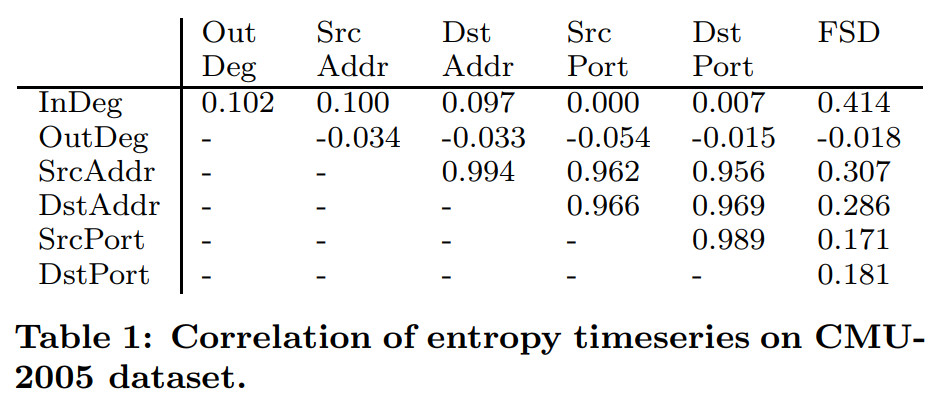 Out Src Dst Src Dst FSD
Deg Addr Addr Port Port
InDeg 0.102 0.100 0.097 0.000 0.007 0.414
OutDeg - -0.034 -0.033 -0.054 -0.015 -0.018
SrcAddr - - 0.994 0.962 0.956 0.307
DstAddr - - - 0.966 0.969 0.286
SrcPort - - - - 0.989 0.171
DstPort - - - - - 0.181
Table 1: Correlation of entropy timeseries on CMU-
2005 dataset.